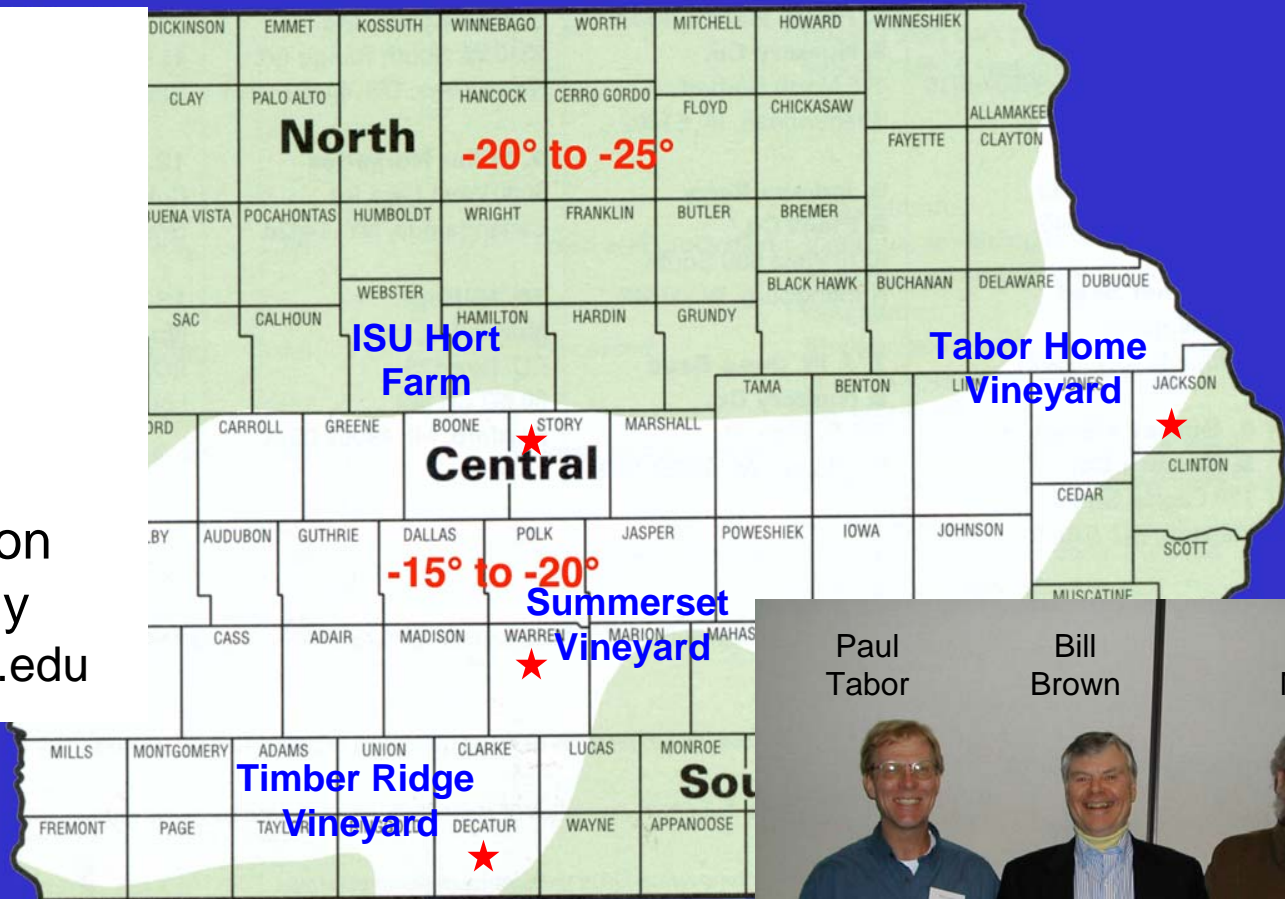 DICKINSON EMMET KOSSUTH WINNEBAGO WORTH MITCHELL HOWARD WINNESHIEK
CLAY PALO ALTO HANCOCK CERRO GORDO FLOYD CHICKASAW ALLAMAKEE
North -20° to -25°
FAYETTE CLAYTON
BUENA VISTA POCAHONTAS HUMBOLDT WRIGHT FRANKLIN BUTLER BREMER
WEBSTER BLACK HAWK BUCHANAN DELAWARE DUBUQUE
SAC CALHOUN HAMILTON HARDIN GRUNDY
ISU Hort
Farm
Tabor Home
Vineyard
TAMA BENTON LINN JONES JACKSON
CARROLL GREENE BOONE STORY MARSHALL
Central
CLINTON
CEDAR
on
AUDUBON GUTHRIE DALLAS POLK JASPER POWESHIEK IOWA JOHNSON
SCOTT
-15° to -20°
y
MUSCATINE
Summerset
Vineyard
CASS ADAIR MADISON WARREN MARION MAHAS
.edu
Paul
Tabor
Bill
Brown
MILLS MONTGOMERY ADAMS UNION CLARKE LUCAS MONROE
Timber Ridge
Vineyard
Sou
FREMONT PAGE DECATUR WAYNE APPANOOSE